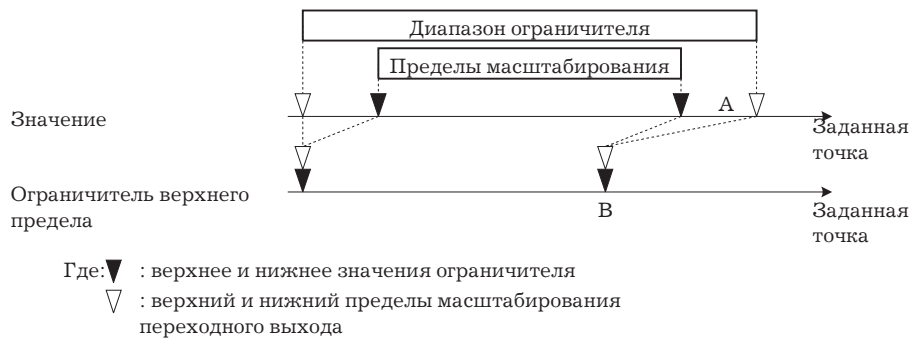 Диапазон ограничителя
Пределы масштабирования
A
Значение
Заданная
точка
Ограничитель верхнего
предела
B
Заданная
точка
Где: : верхнее и нижнее значения ограничителя
: верхний и нижний пределы масштабирования
переходного выхода